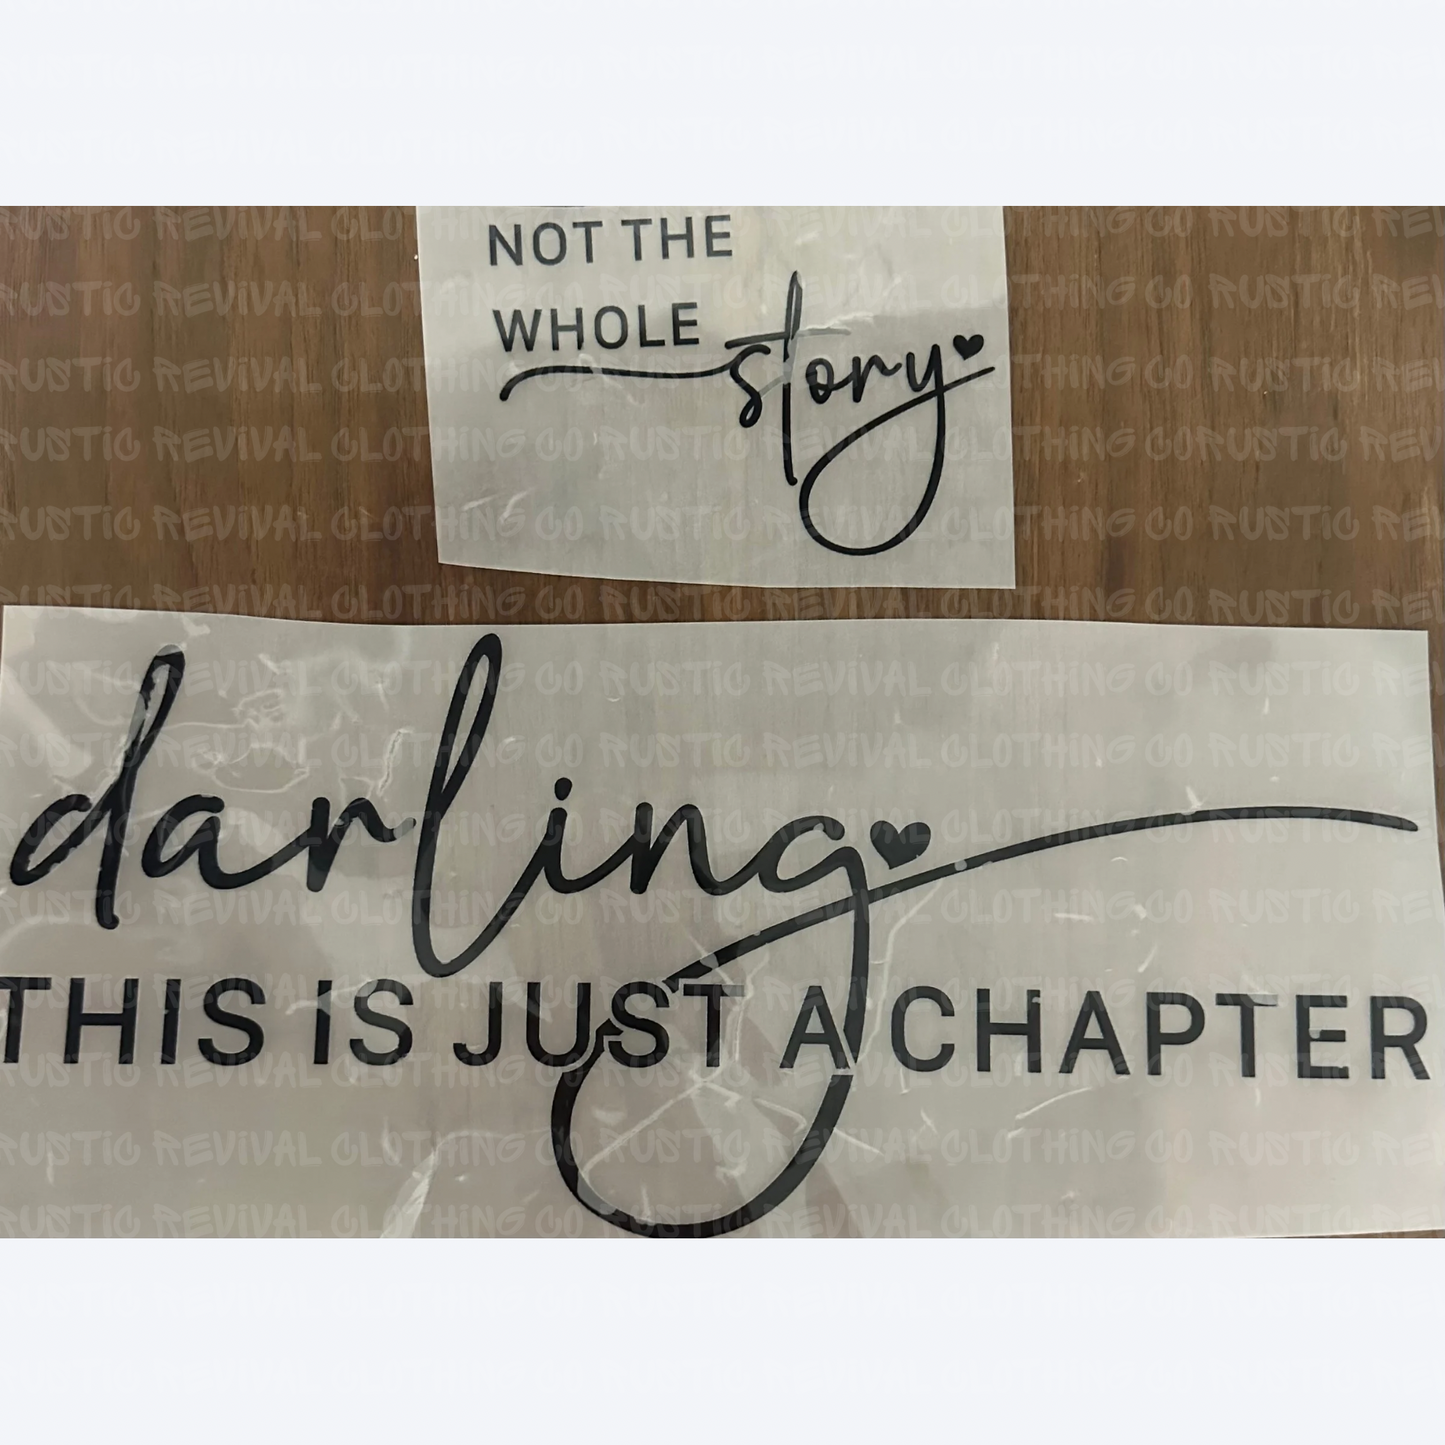 NOT THE
WHOLE
story
darling
THIS IS JUST A CHAPTER
RUSTIC REVIVAL CLOTHING CO